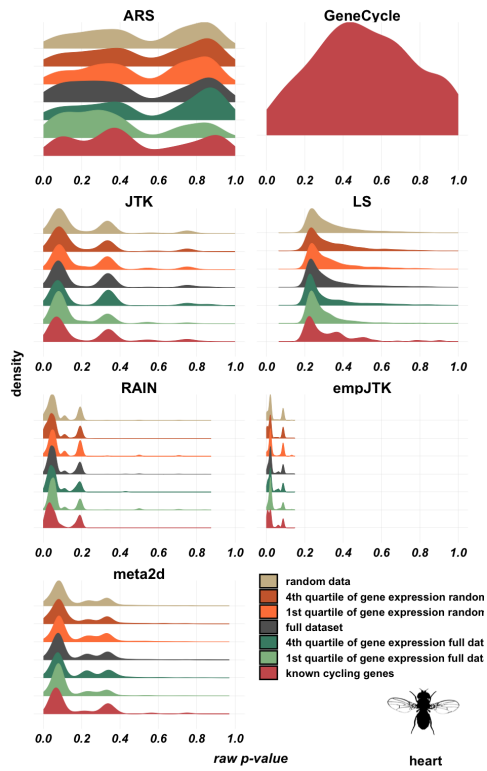 ARS GeneCycle
0.0 0.2 0.4 0.6 0.8 1.0 0.0 0.2 0.4 0.6 0.8 1.0
JTK LS
0.0 0.2 0.4 0.6 0.8 1.0 0.0 0.2 0.4 0.6 0.8 1.0
density
RAIN empJTK
0.0 0.2 0.4 0.6 0.8 1.0 0.0 0.2 0.4 0.6 0.8 1.0
meta2d
random data
4th quartile of gene expression random
1st quartile of gene expression random
full dataset
4th quartile of gene expression full dat
1st quartile of gene expression full dat
known cycling genes
0.0 0.2 0.4 0.6 0.8 1.0
raw p-value
heart